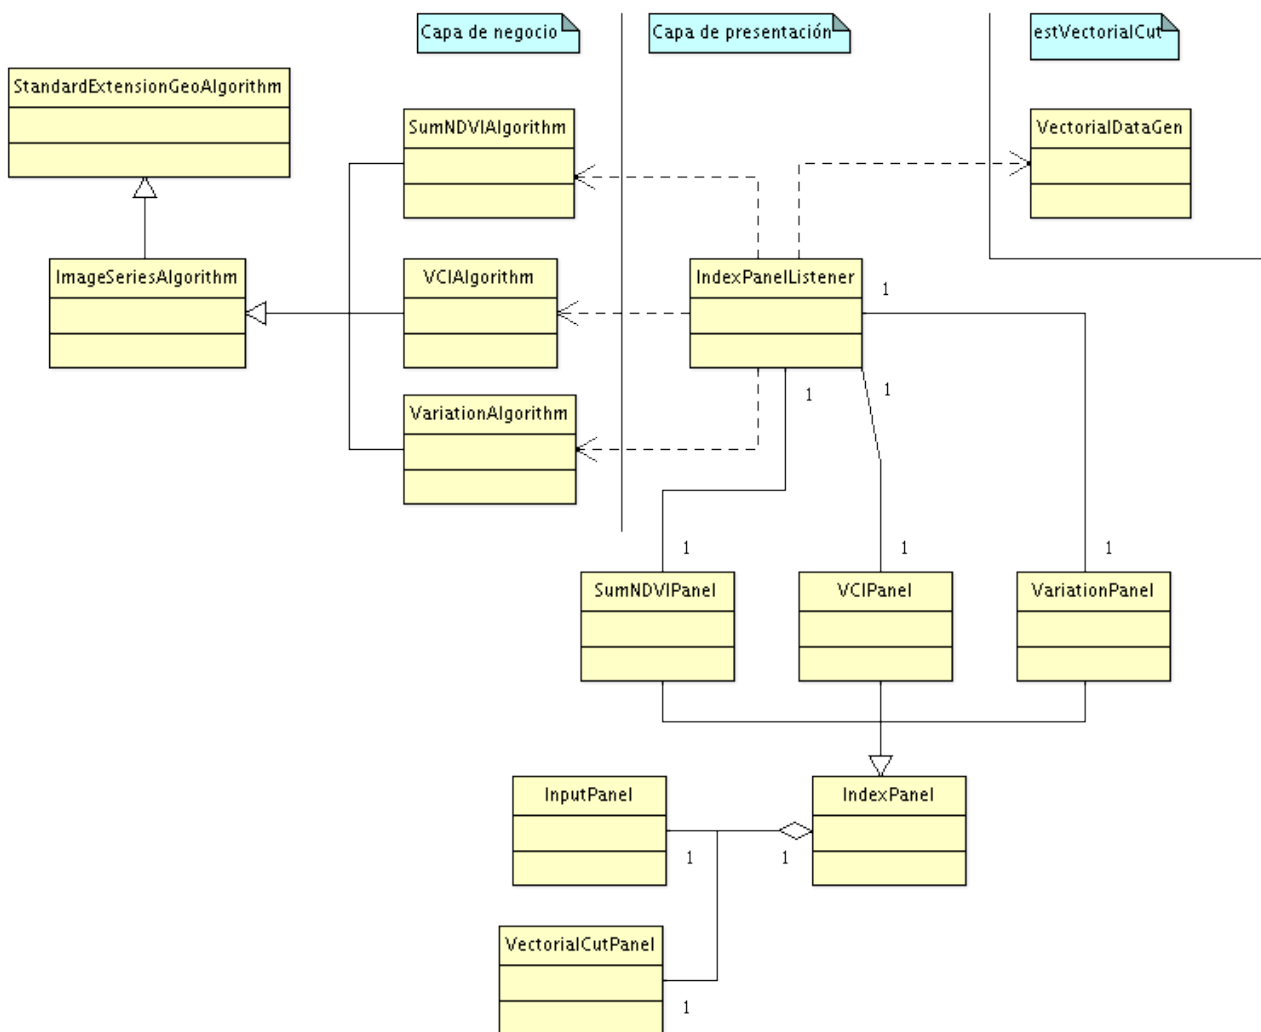 Capa de negocio
Capa de presentación
estVectorialCut
StandardExtensionGeoAlgorithm
SumNDVIAlgorithm
VectorialDataGen
ImageSeriesAlgorithm
VCIAlgorithm
IndexPanelListener
1
VariationAlgorithm
1
1
1
1
1
SumNDVIPanel
VCIPanel
VariationPanel
InputPanel
IndexPanel
1
1
VectorialCutPanel
1